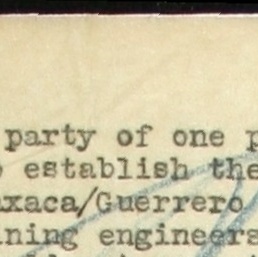 party of one p
establish the
axaca/Guerrero
ining engineers